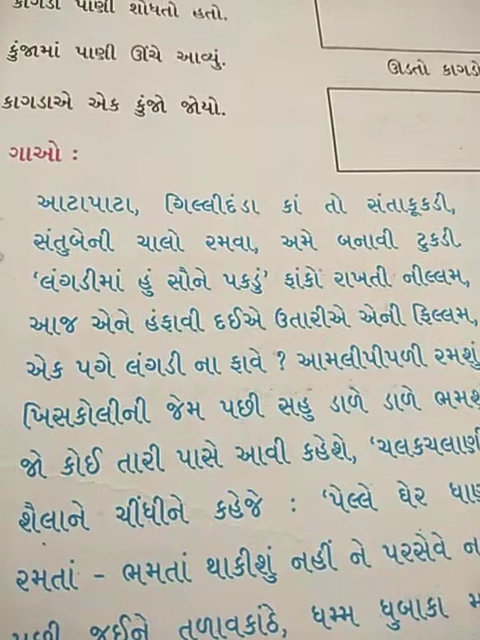 કાગડો પાણી શોધતો હતો.
કુંજામાં પાણી ઊંચે આવ્યું.
ઊડતો કાગડો
કાગડાએ એક કુંજો જોયો.
ગાઓ :
આટાપાટા, ગિલ્લીદંડા કાં તો સંતાકૂકડી,
સંતુબેની ચાલો રમવા, અમે બનાવી ટુકડી.
‘લંગડીમાં હું સૌને પકડું’ ફાંકો રાખતી નીલ્લમ,
આજ એને હંફાવી દઈએ ઉતારીએ એની ફિલ્લમ,
એક પગે લંગડી ના ફાવે ? આમલીપીપળી રમશું
ખિસકોલીની જેમ પછી સહુ ડાળે ડાળે ભમશું
જો કોઈ તારી પાસે આવી કહેશે, ‘ચલકચલાણી
શૈલાને ચીંધીને કહેજે : ‘પેલ્લે ઘેર
રમતાં - ભમતાં થાકીશું નહીં ને પરસેવે
જઈને તળાવકાંઠે, ધમ્મ ધુબાકા